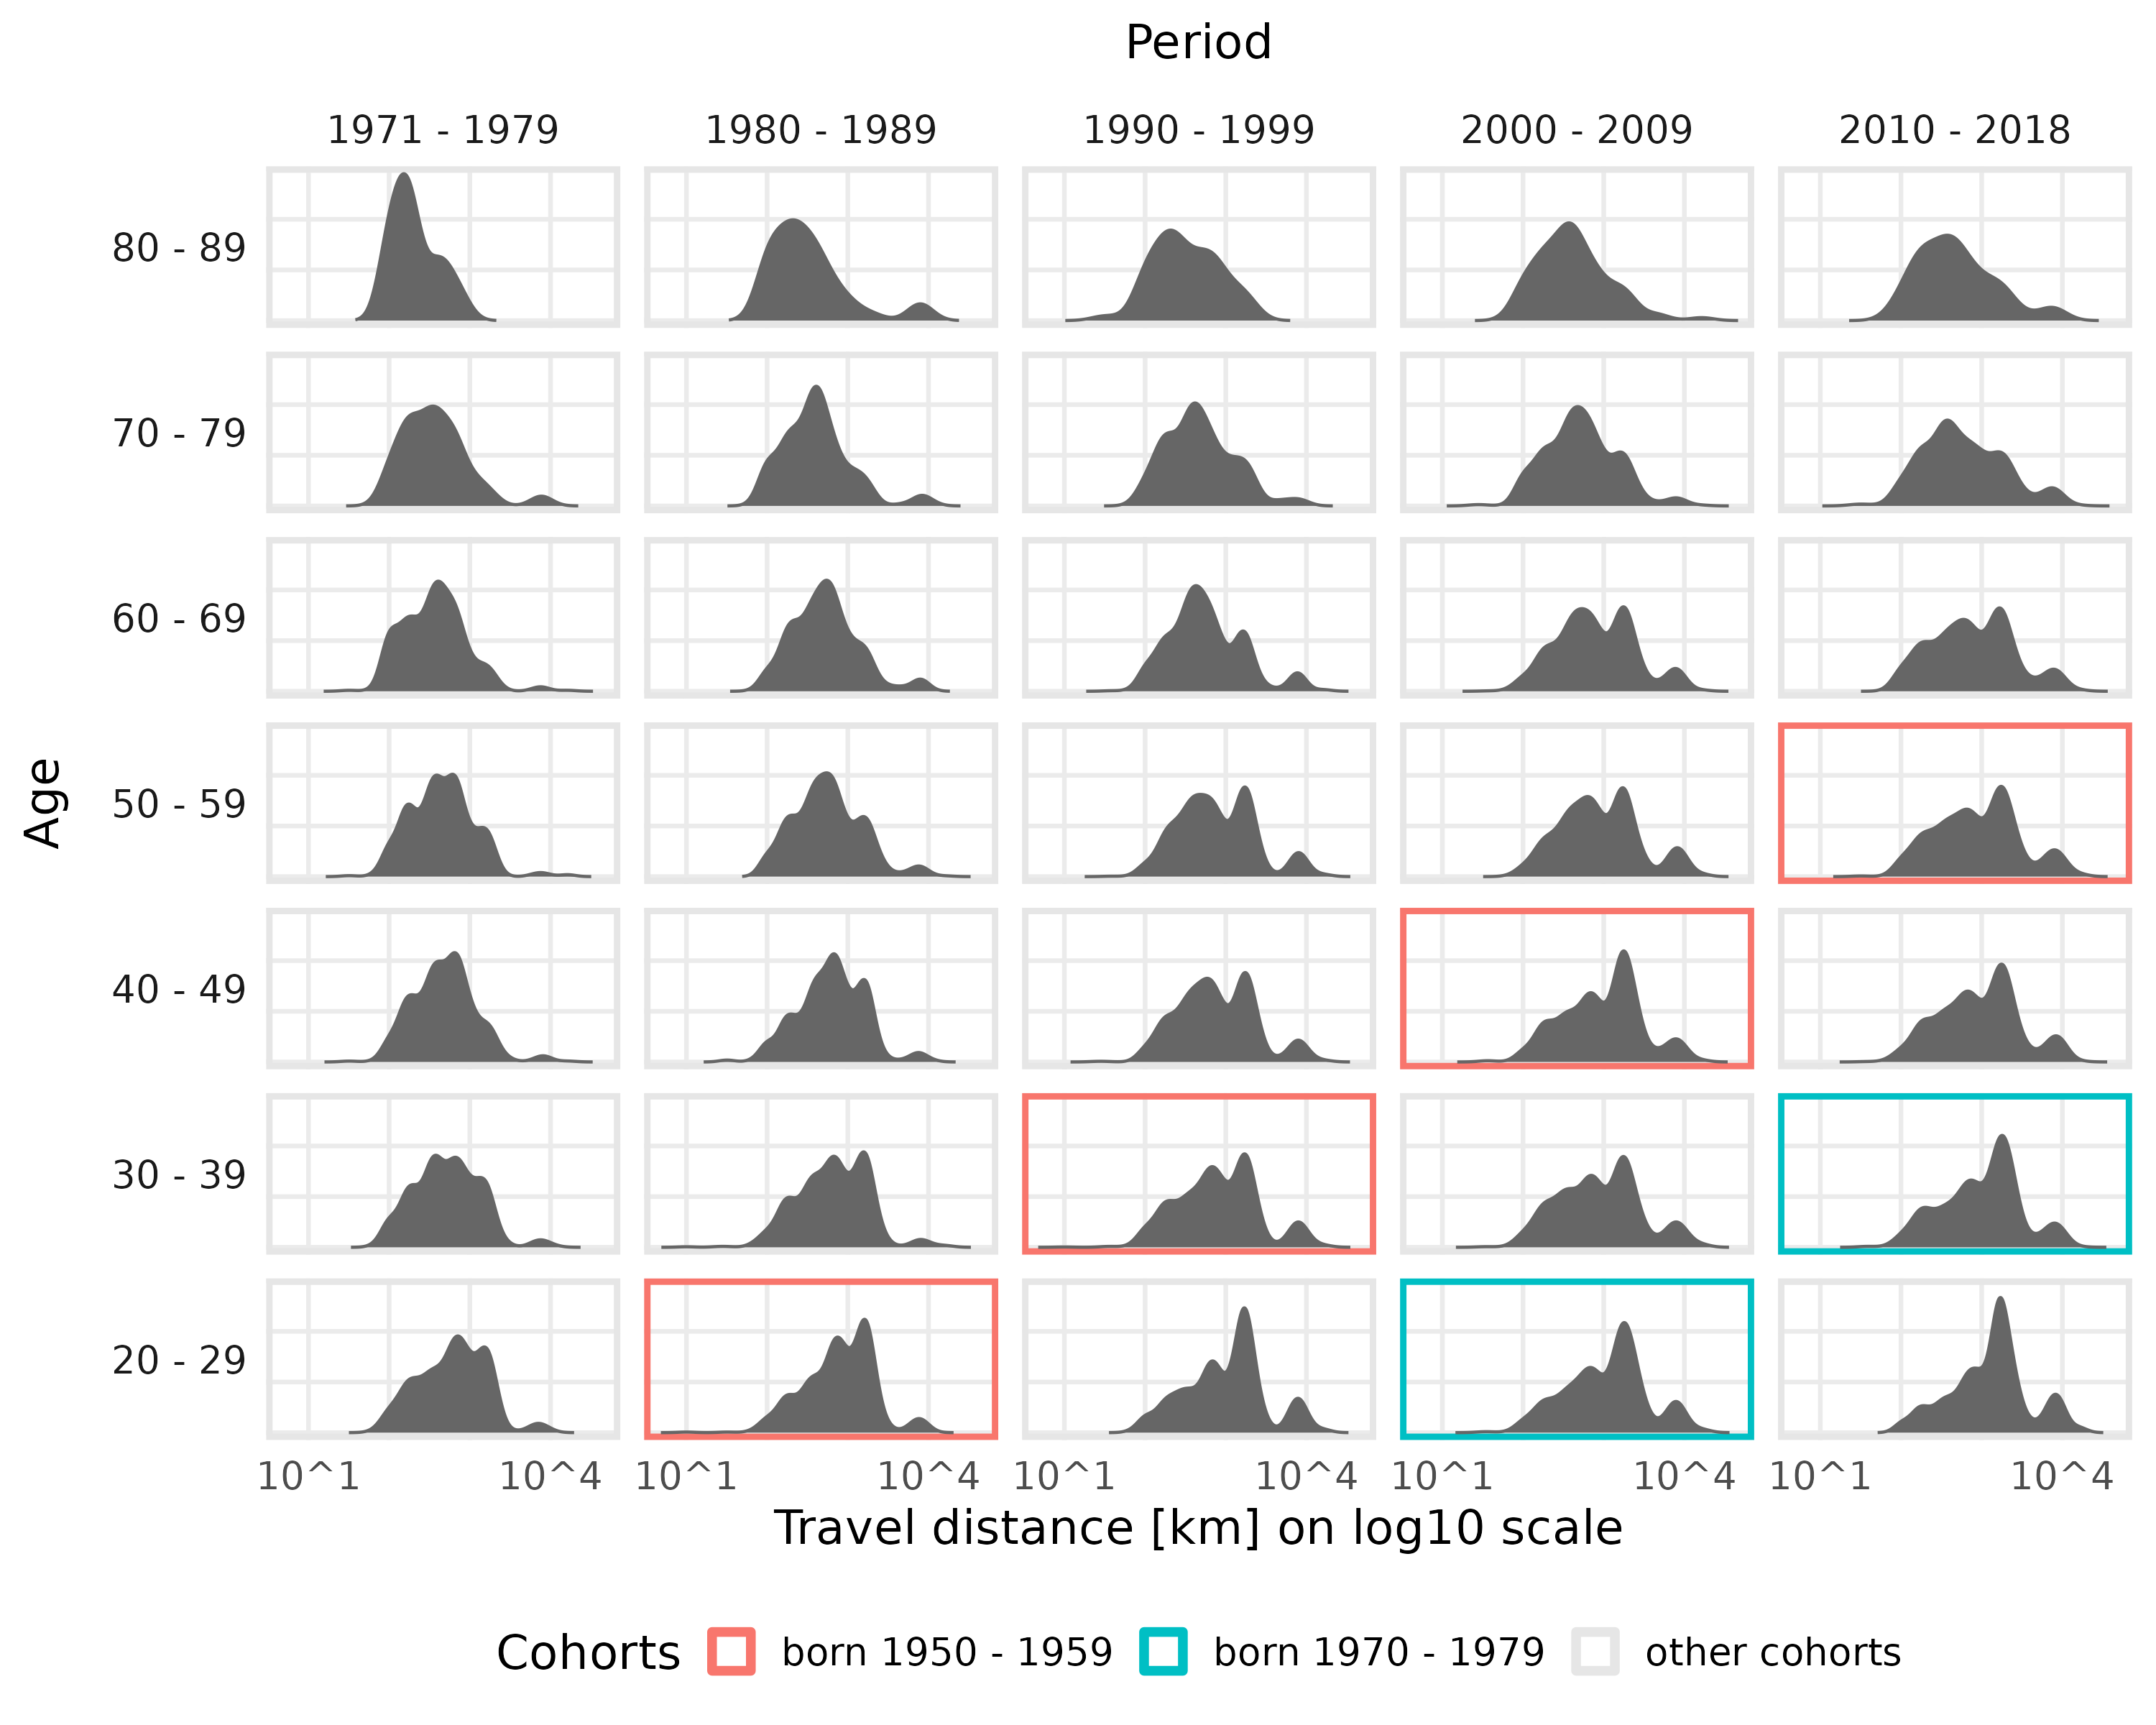 Period
1971 - 1979 1980 - 1989 1990 - 1999 2000 - 2009 2010 - 2018
80 - 89
70 - 79
60 - 69
50 - 59
Age
40 - 49
30 - 39
20 - 29
10^1 10^4 10^1 10^4 10^1 10^4 10^1 10^4 10^1 10^4
Travel distance [km] on log10 scale
Cohorts born 1950 - 1959 born 1970 - 1979 other cohorts